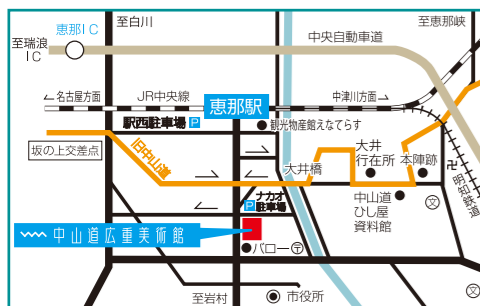 至白川
至恵那峡
恵那IC
至瑞浪
IC
中央自動車道
←名古屋方面
JR中央線
恵那駅
中津川方面→
駅西駐車場 P
観光物産館えなてらす
坂の上交差点
旧中山道
大井橋
大井
行在所
本陣跡
卍
明知鉄道
ナカオ
P 駐車場
中山道
ひし屋
資料館
文
中山道広重美術館
バロー 〒
至岩村
市役所
文